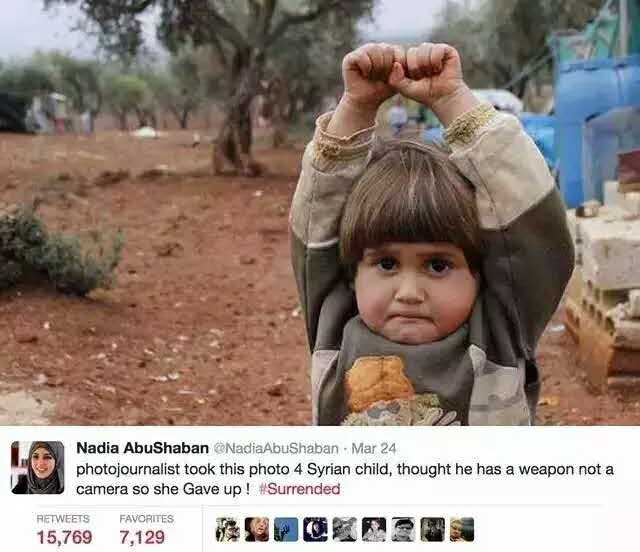 Nadia AbuShaban @NadiaAbuShaban · Mar 24
photojournalist took this photo 4 Syrian child, thought he has a weapon not a
camera so she Gave up ! #Surrended
RETWEETS FAVORITES
15,769 7,129